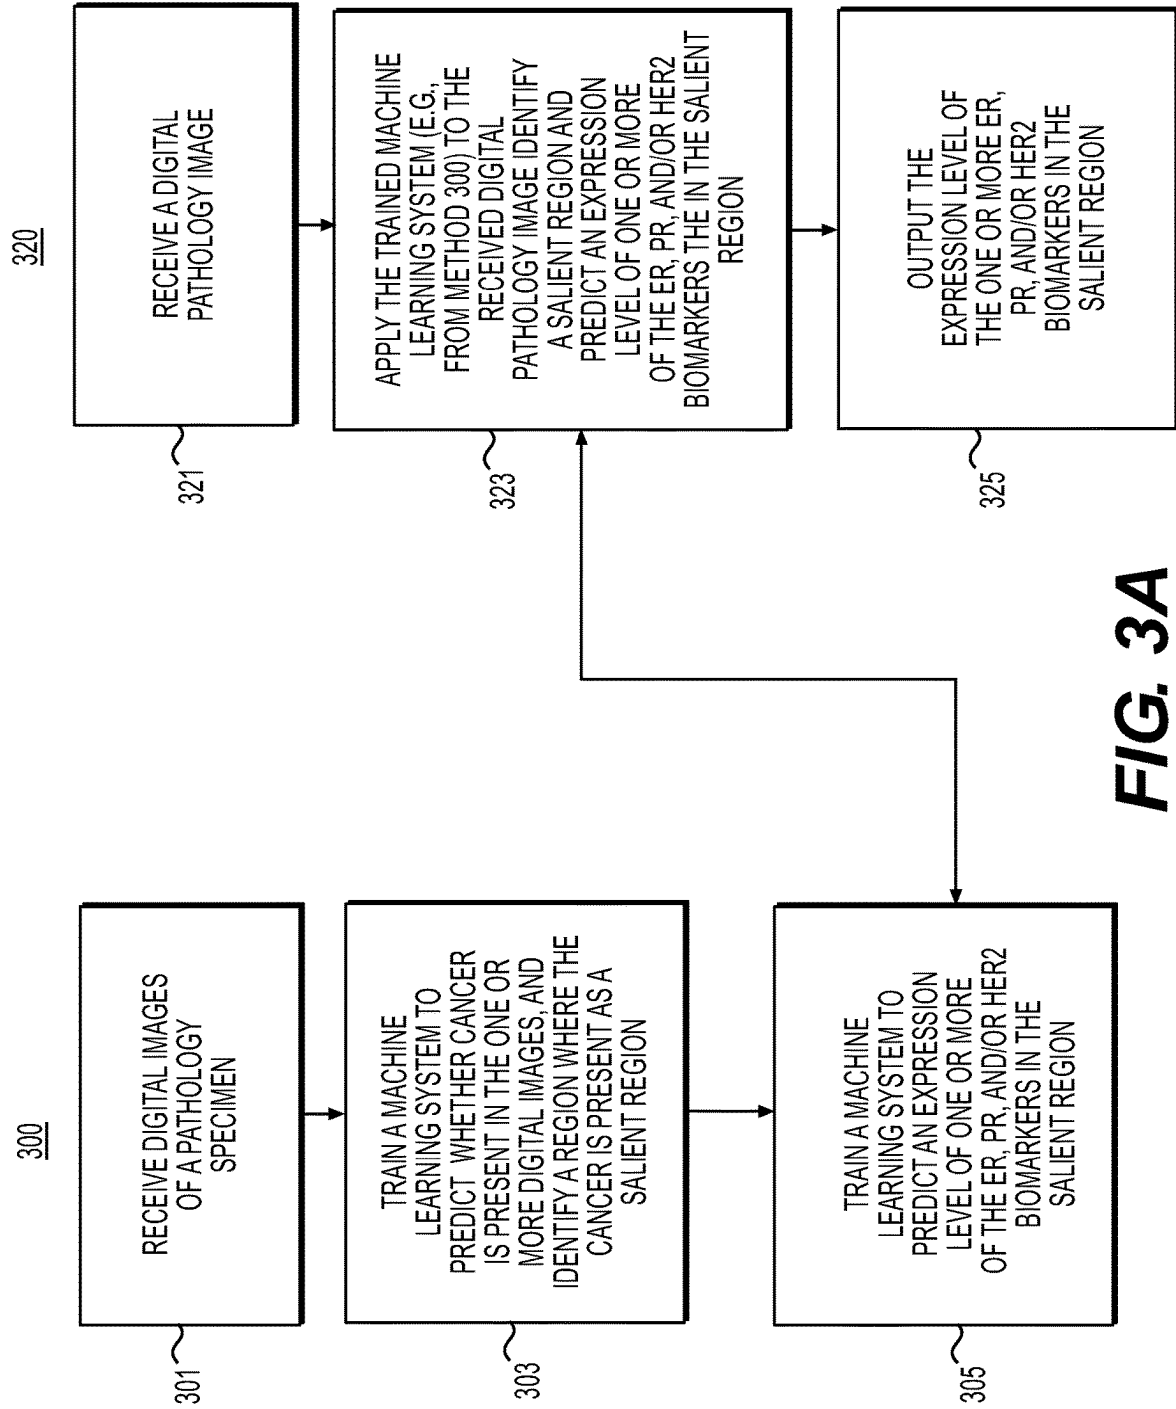 300
RECEIVE DIGITAL IMAGES
OF A PATHOLOGY
SPECIMEN
301
TRAIN A MACHINE
LEARNING SYSTEM TO
PREDICT WHETHER CANCER
IS PRESENT IN THE ONE OR
MORE DIGITAL IMAGES, AND
IDENTIFY A REGION WHERE THE
CANCER IS PRESENT AS A
SALIENT REGION
303
TRAIN A MACHINE
LEARNING SYSTEM TO
PREDICT AN EXPRESSION
LEVEL OF ONE OR MORE
OF THE ER, PR, AND/OR HER2
BIOMARKERS IN THE
SALIENT REGION
305
320
RECEIVE A DIGITAL
PATHOLOGY IMAGE
321
APPLY THE TRAINED MACHINE
LEARNING SYSTEM (E.G.,
FROM METHOD 300) TO THE
RECEIVED DIGITAL
PATHOLOGY IMAGE IDENTIFY
A SALIENT REGION AND
PREDICT AN EXPRESSION
LEVEL OF ONE OR MORE
OF THE ER, PR, AND/OR HER2
BIOMARKERS THE IN THE SALIENT
REGION
323
OUTPUT THE
EXPRESSION LEVEL OF
THE ONE OR MORE ER,
PR, AND/OR HER2
BIOMARKERS IN THE
SALIENT REGION
325
FIG. 3A